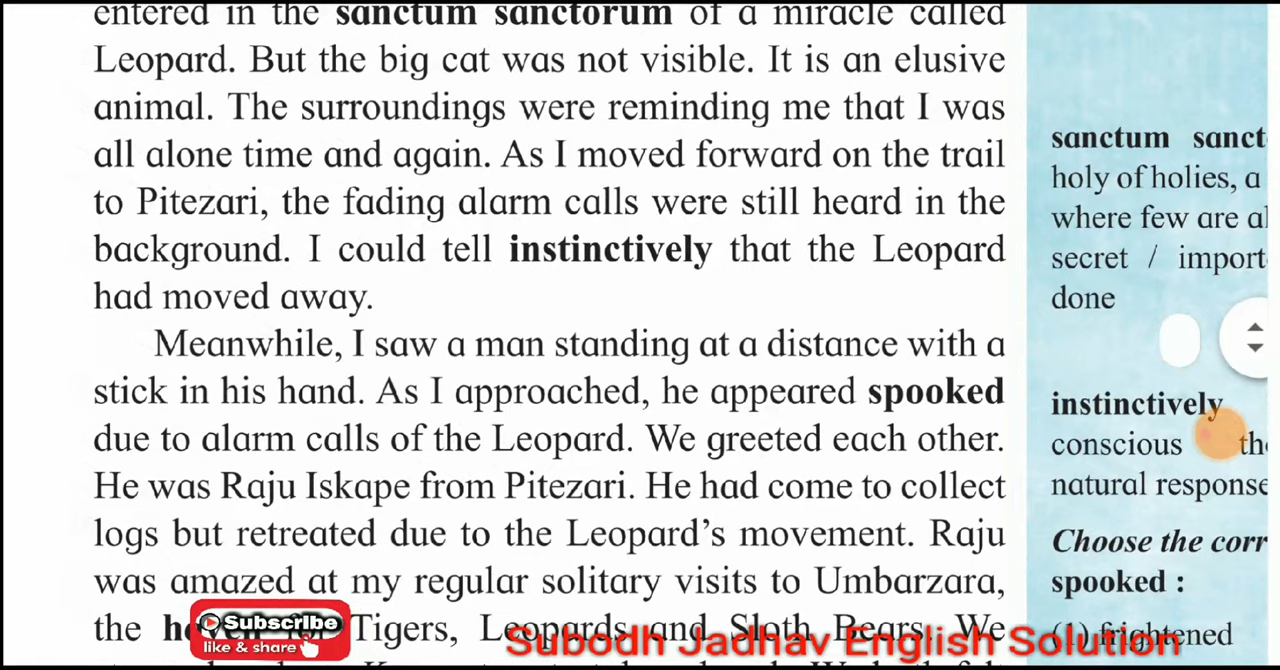 entered in the sanctum sanctorum of a miracle called
Leopard. But the big cat was not visible. It is an elusive
animal. The surroundings were reminding me that I was
all alone time and again. As I moved forward on the trail
to Pitezari, the fading alarm calls were still heard in the
background. I could tell instinctively that the Leopard
had moved away.
Meanwhile, I saw a man standing at a distance with a
stick in his hand. As I approached, he appeared spooked
due to alarm calls of the Leopard. We greeted each other.
He was Raju Iskape from Pitezari. He had come to collect
logs but retreated due to the Leopard's movement. Raju
was amazed at my regular solitary visits to Umbarzara,
the haven for Tigers, Leopards and Sloth Bears. We
sanctum sanct
holy of holies, a
where few are al
secret / import
done
instinctively
conscious th
natural response
Choose the corr
spooked :
(1) frightened
Subscribe
like & share
Subodh Jadhav English Solution